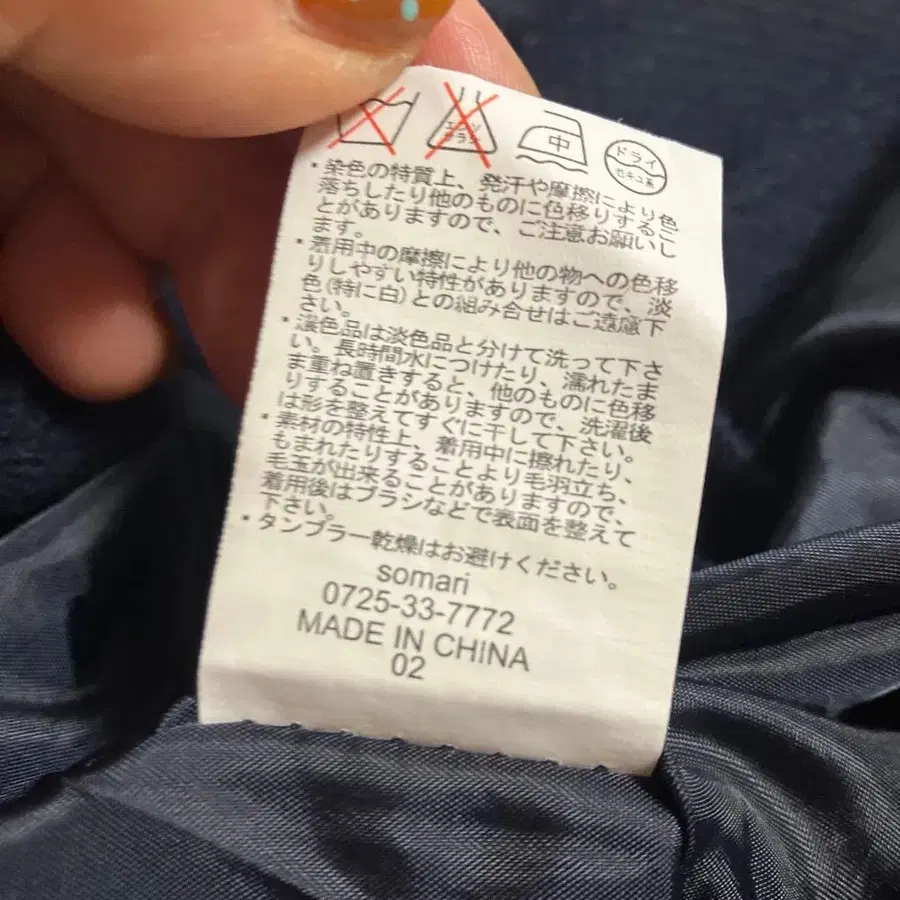 エンソ
サラシ
中
ドライ
セキユ系
・染色の特質上、発汗や摩擦により色
落ちしたり他のものに色移りするこ
とがありますので、ご注意お願いし
ます。
・着用中の摩擦により他の物への色移
りしやすい特性がありますので、淡
色(特に白)との組み合せはご遠慮下
さい。
・濃色品は淡色品と分けて洗って下さ
い。長時間水につけたり、濡れたま
ま重ね置きすると、他のものに色移
りすることがありますので、洗濯後
は形を整えてすぐに干して下さい。
・素材の特性上、着用中に擦れたり、
もまれたりすることより毛羽立ち、
毛玉が出来ることがありますので、
着用後はブラシなどで表面を整えて
下さい。
・タンブラー乾燥はお避けください。
somari
0725-33-7772
MADE IN CHINA
02